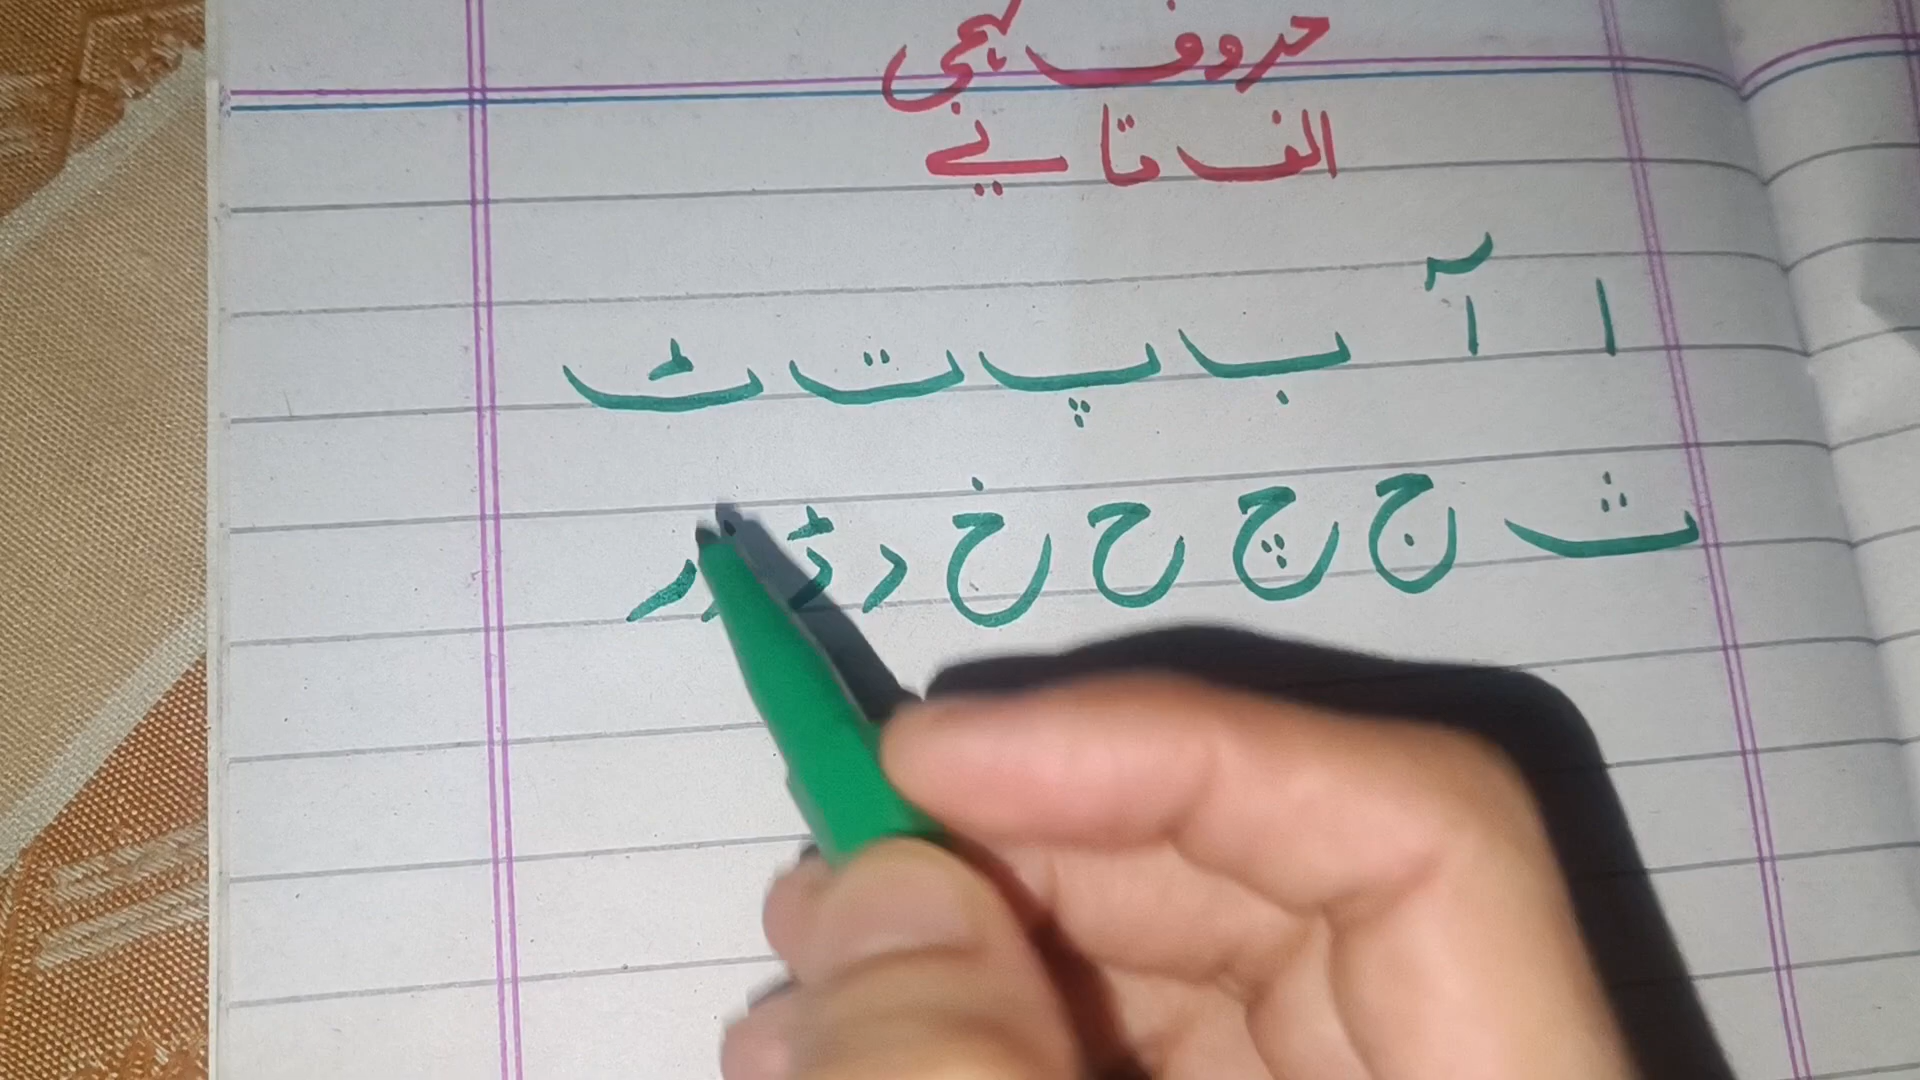 حروف تہجی
الف تا یے
ا آ ب پ ت ٹ
ث ج چ ح خ د ڈ ر